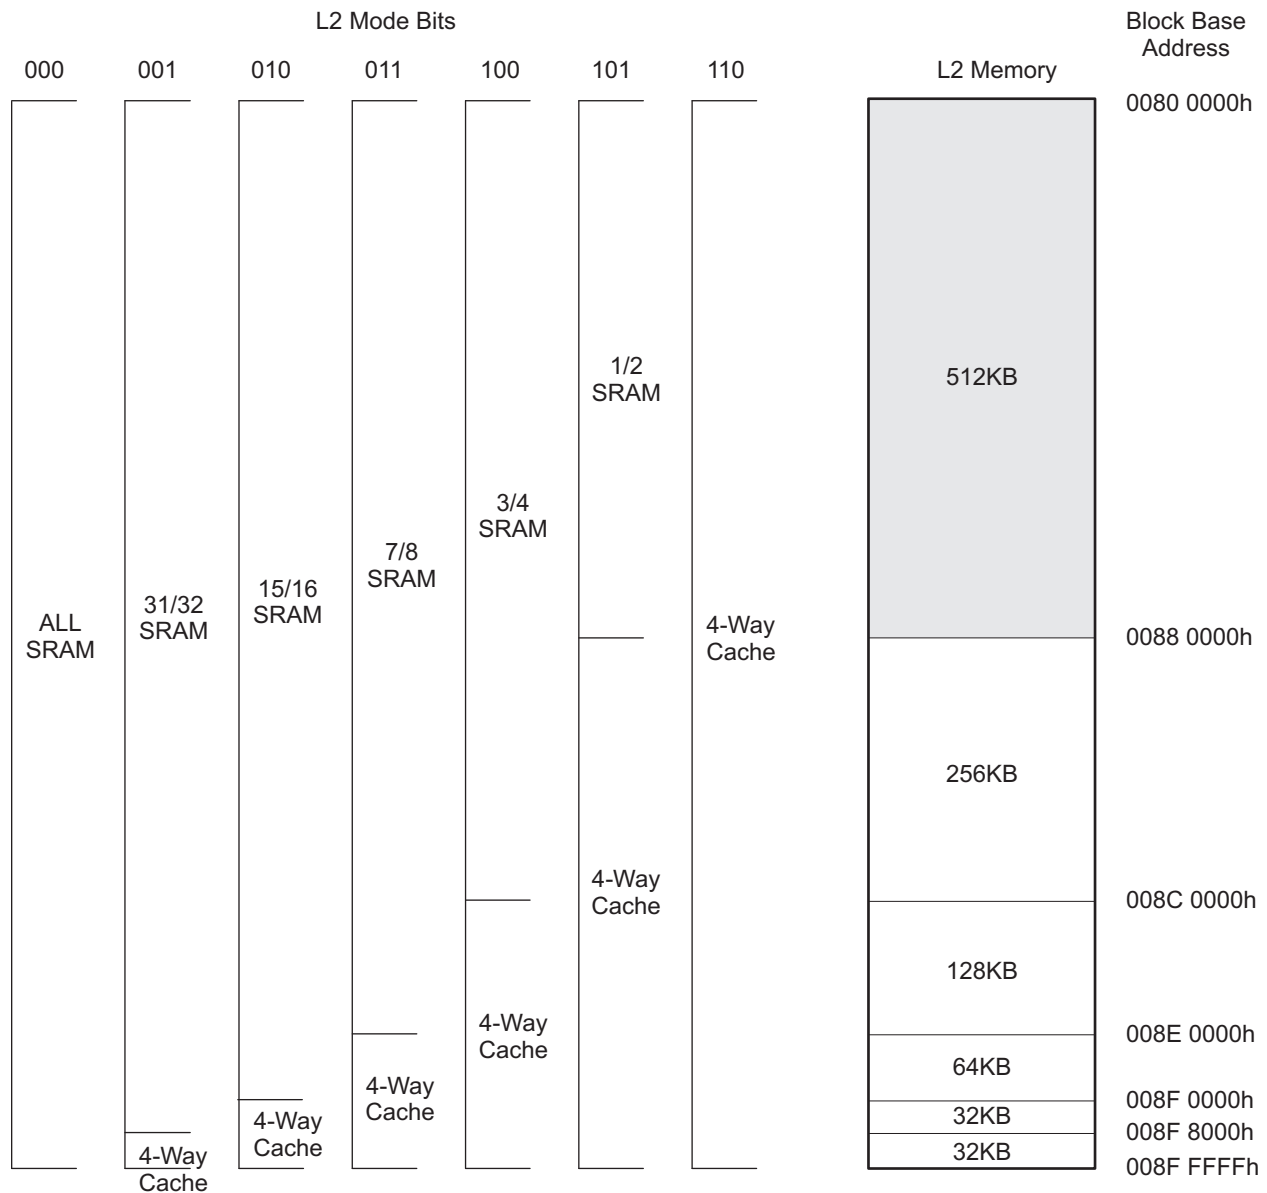 L2 Mode Bits
Block Base
Address
000 001 010 011 100 101 110
L2 Memory
0080 0000h
1/2
SRAM
512KB
3/4
SRAM
7/8
SRAM
15/16
SRAM
31/32
SRAM
ALL
SRAM
4-Way
Cache
0088 0000h
256KB
4-Way
Cache
008C 0000h
128KB
4-Way
Cache
008E 0000h
64KB
4-Way
Cache
008F 0000h
32KB
4-Way
Cache
008F 8000h
32KB
4-Way
Cache
008F FFFFh